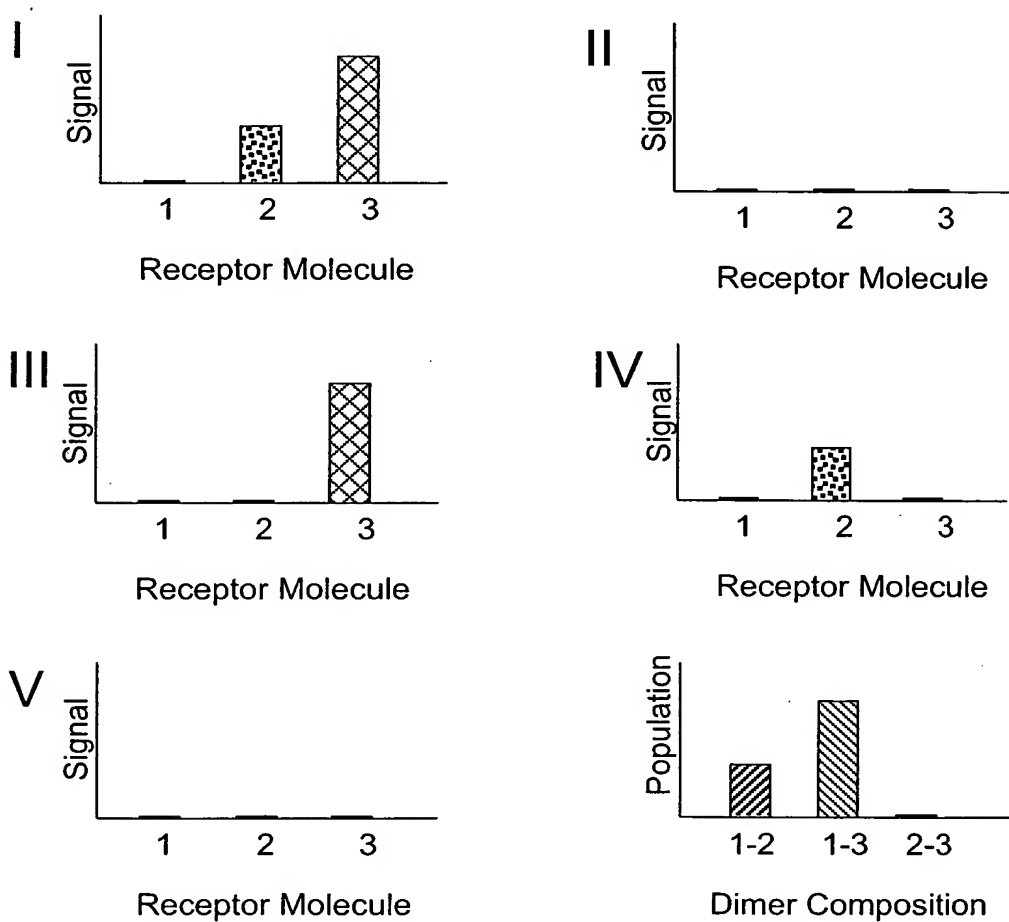 I
Signal
1 2 3
Receptor Molecule
II
Signal
1 2 3
Receptor Molecule
III
Signal
1 2 3
Receptor Molecule
IV
Signal
1 2 3
Receptor Molecule
V
Signal
1 2 3
Receptor Molecule
Population
1-2 1-3 2-3
Dimer Composition